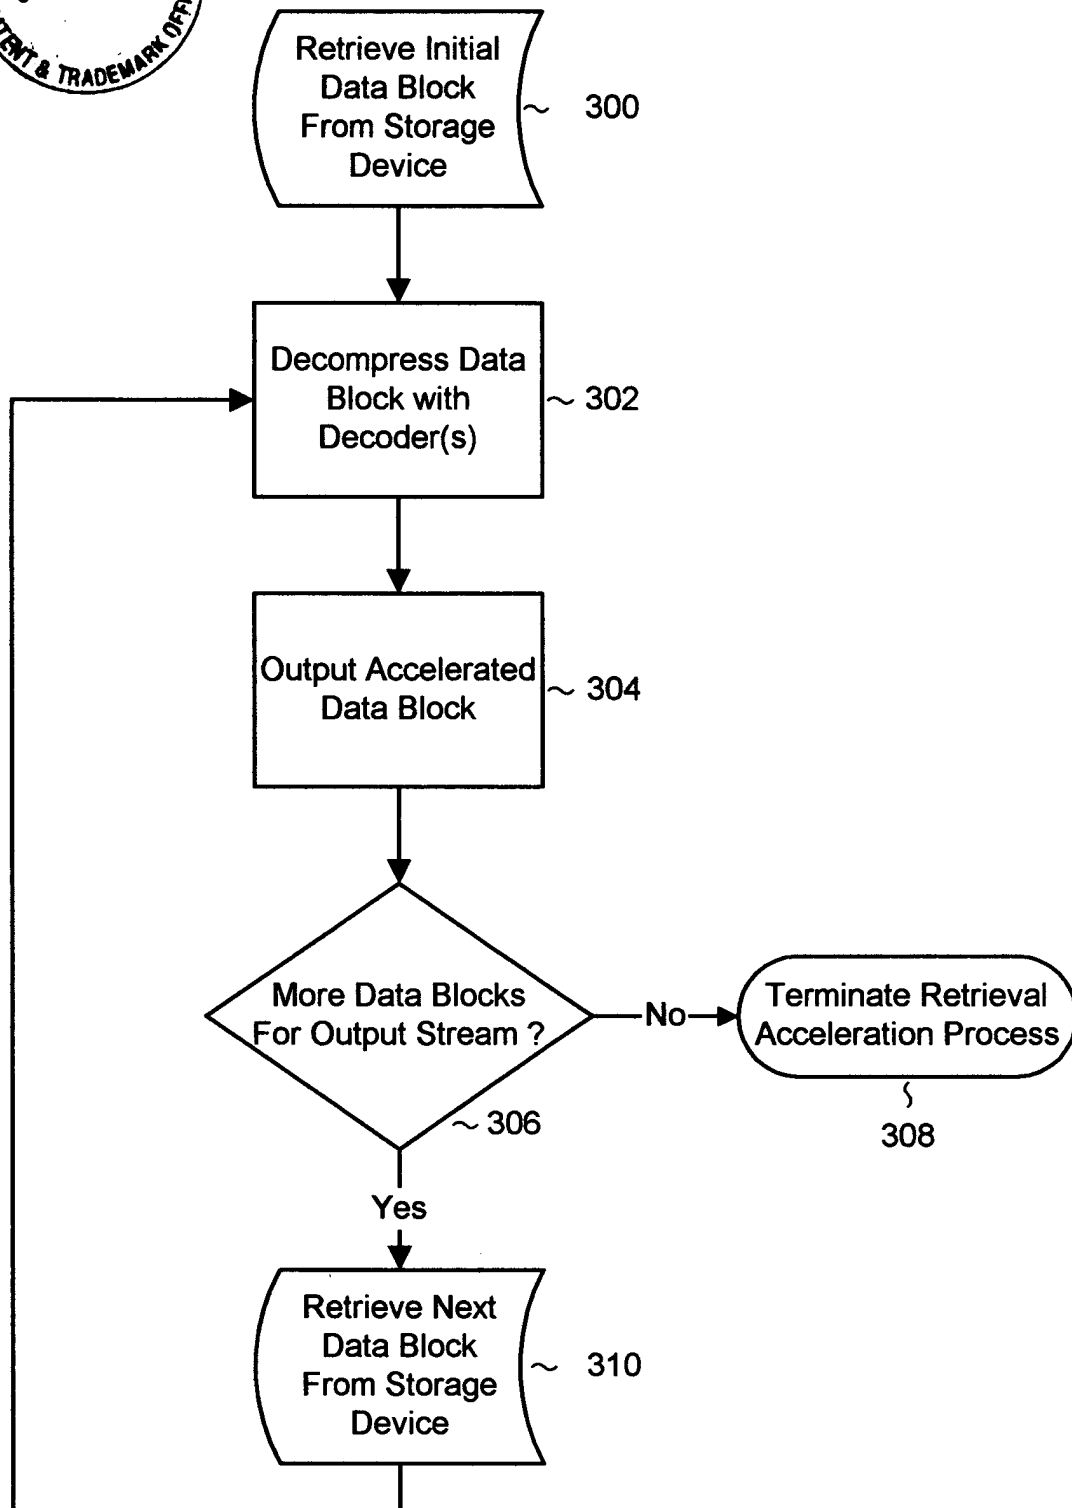 & TRADEMARK
Retrieve Initial
Data Block
From Storage
Device
300
Decompress Data
Block with
Decoder(s)
302
Output Accelerated
Data Block
304
More Data Blocks
For Output Stream ?
306
No
Terminate Retrieval
Acceleration Process
308
Yes
Retrieve Next
Data Block
From Storage
Device
310